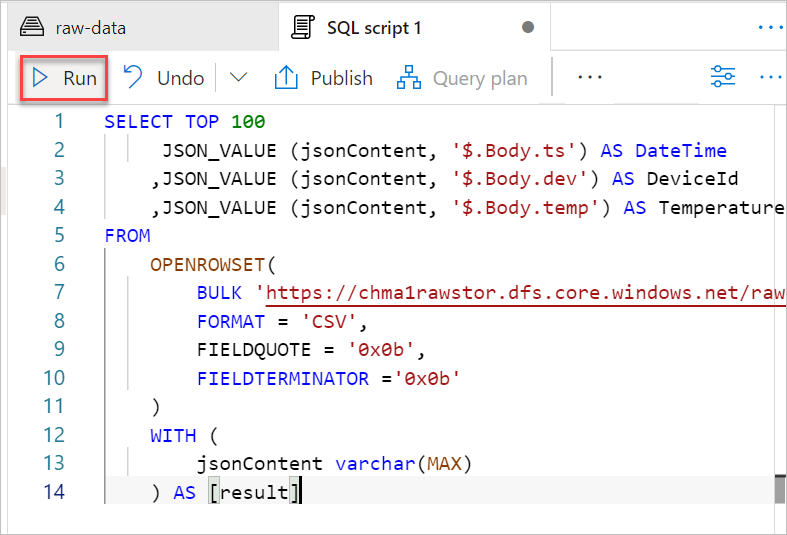 raw-data SQL script 1
Run Undo Publish Query plan
1 SELECT TOP 100
2 JSON_VALUE (jsonContent, '$.Body.ts') AS DateTime
3 ,JSON_VALUE (jsonContent, '$.Body.dev') AS DeviceId
4 ,JSON_VALUE (jsonContent, '$.Body.temp') AS Temperature
5 FROM
6 OPENROWSET(
7 BULK 'https://chma1rawstor.dfs.core.windows.net/raw
8 FORMAT = 'CSV',
9 FIELDQUOTE = '0x0b',
10 FIELDTERMINATOR ='0x0b'
11 )
12 WITH (
13 jsonContent varchar(MAX)
14 ) AS [result]